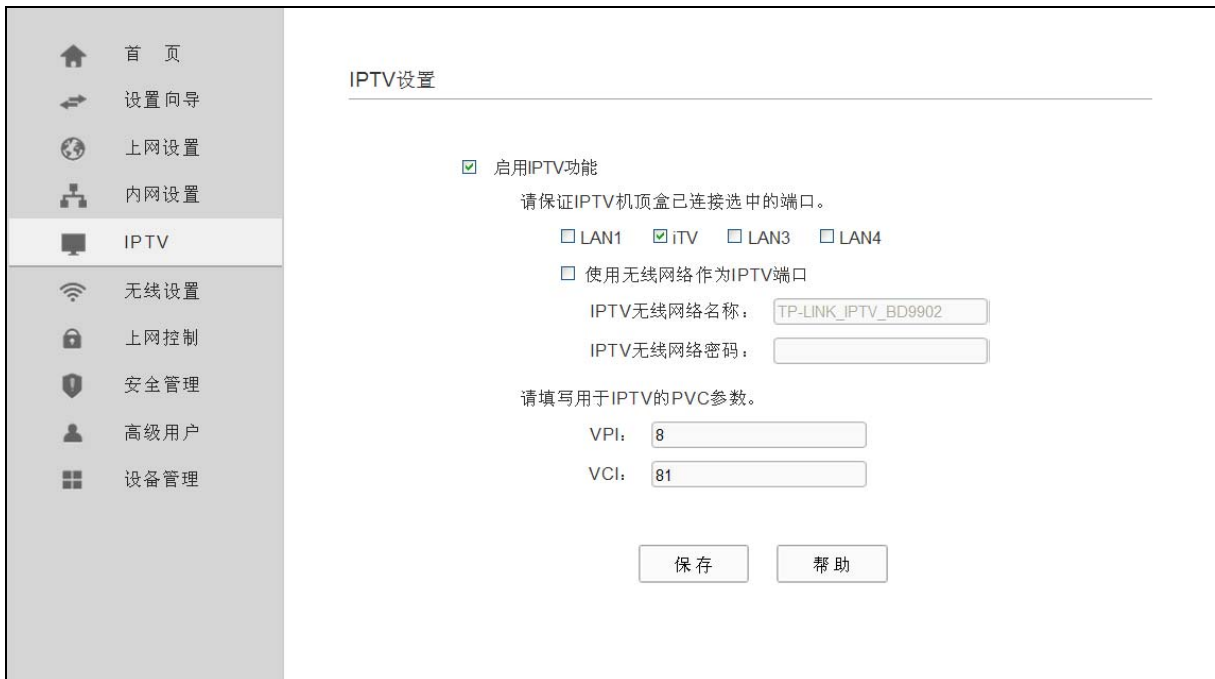 首 页
设置向导
上网设置
内网设置
IPTV
无线设置
上网控制
安全管理
高级用户
设备管理
IPTV设置
启用IPTV功能
请保证IPTV机顶盒已连接选中的端口。
LAN1 iTV LAN3 LAN4
使用无线网络作为IPTV端口
IPTV无线网络名称： TP-LINK_IPTV_BD9902
IPTV无线网络密码：
请填写用于IPTV的PVC参数。
VPI： 8
VCI： 81
保存 帮助